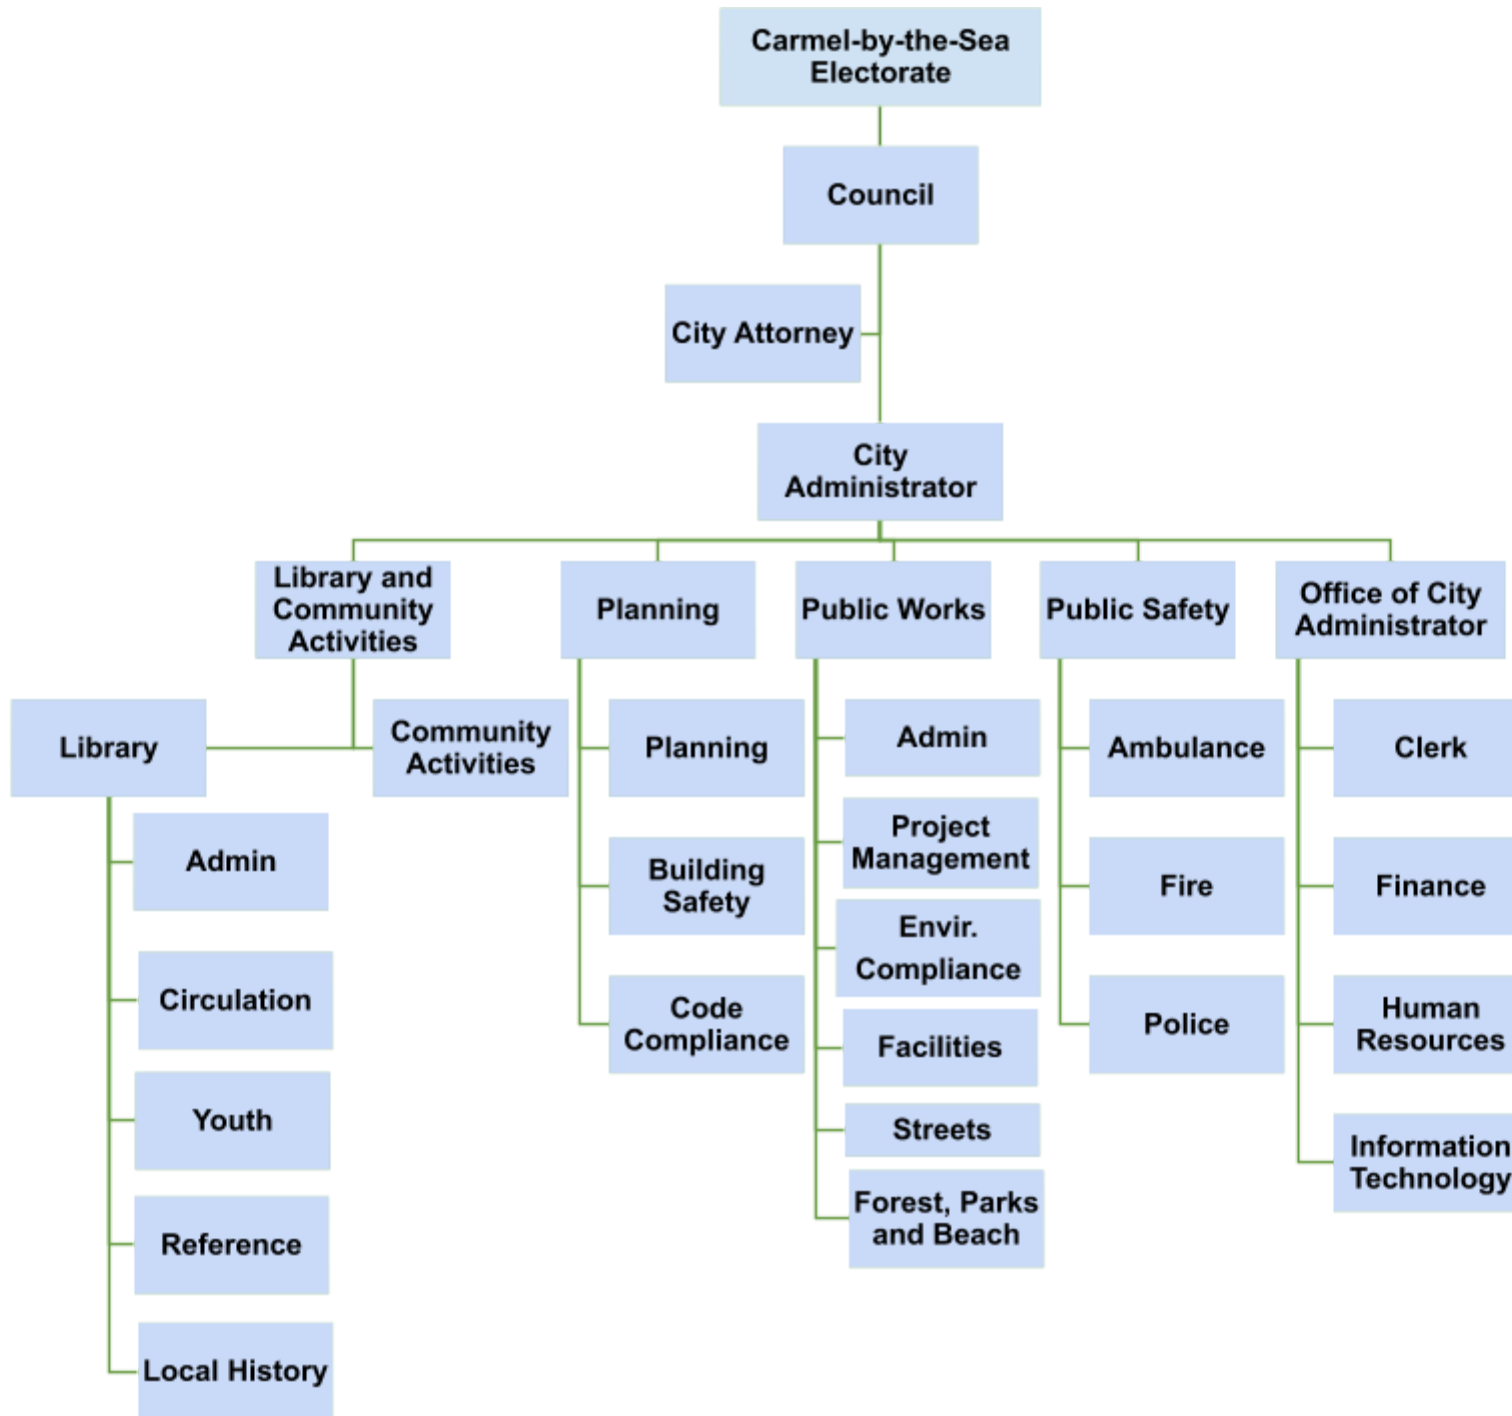 Carmel-by-the-Sea
Electorate
Council
City Attorney
City
Administrator
Library and
Community
Activities
Planning
Public Works
Public Safety
Office of City
Administrator
Library
Community
Activities
Admin
Circulation
Youth
Reference
Local History
Planning
Building
Safety
Code
Compliance
Admin
Project
Management
Envir.
Compliance
Facilities
Streets
Forest, Parks
and Beach
Ambulance
Fire
Police
Clerk
Finance
Human
Resources
Information
Technology